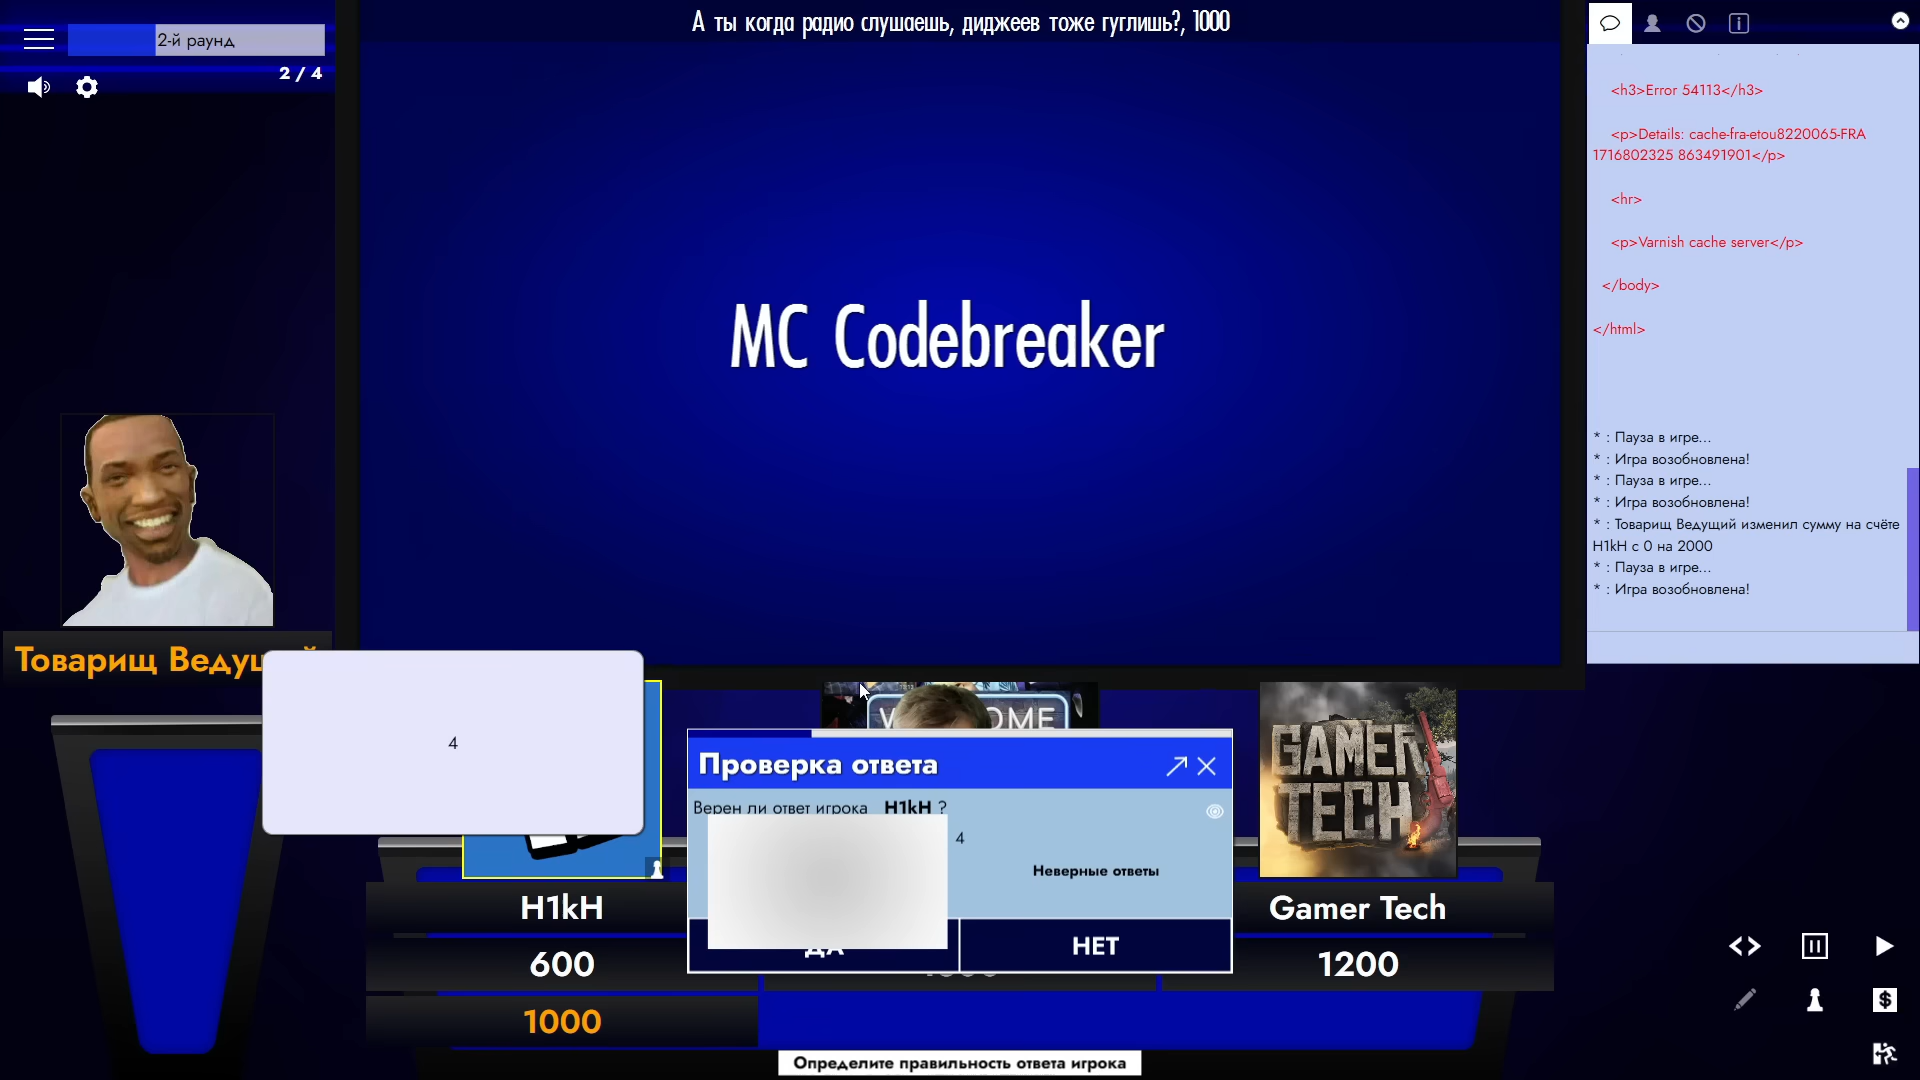 А ты когда радио слушаешь, диджеев тоже гуглишь?, 1000
2-й раунд
2 / 4
<h3>Error 54113</h3>
<p>Details: cache-fra-etou8220065-FRA
1716802325 863491901</p>
<hr>
<p>Varnish cache server</p>
</body>
</html>
MC Codebreaker
* : Пауза в игре...
* : Игра возобновлена!
* : Пауза в игре...
* : Игра возобновлена!
* : Товарищ Ведущий изменил сумму на счёте
H1kH с 0 на 2000
* : Пауза в игре...
* : Игра возобновлена!
Товарищ
4
GAMER
TECH
Проверка ответа
Верен ли ответ игрока H1kH ?
4
Неверные ответы
ДА
НЕТ
H1kH
600
1000
Gamer Tech
1200
Определите правильность ответа игрока